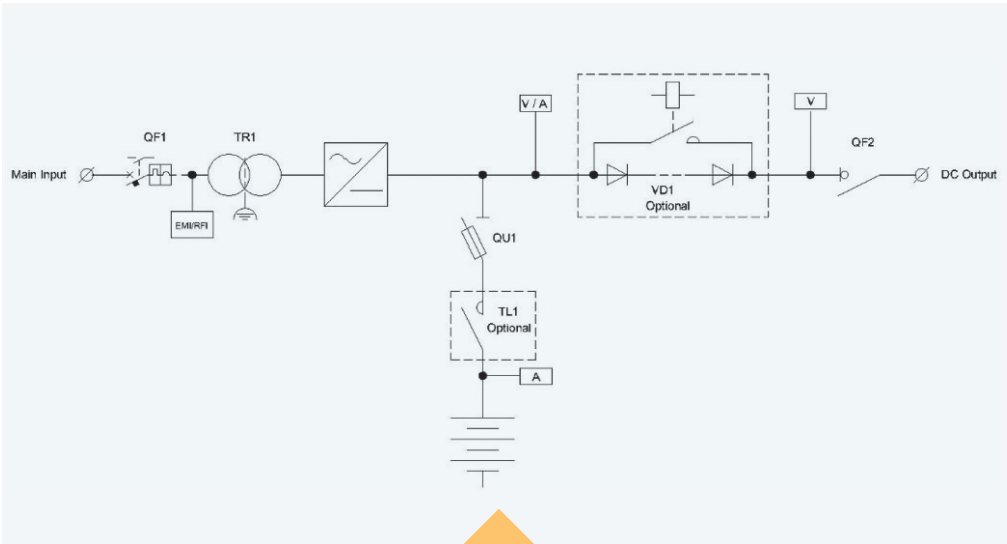 V / A
V
QF1
TR1
QF2
Main Input
DC Output
VD1
Optional
EMI/RFI
QU1
TL1
Optional
A